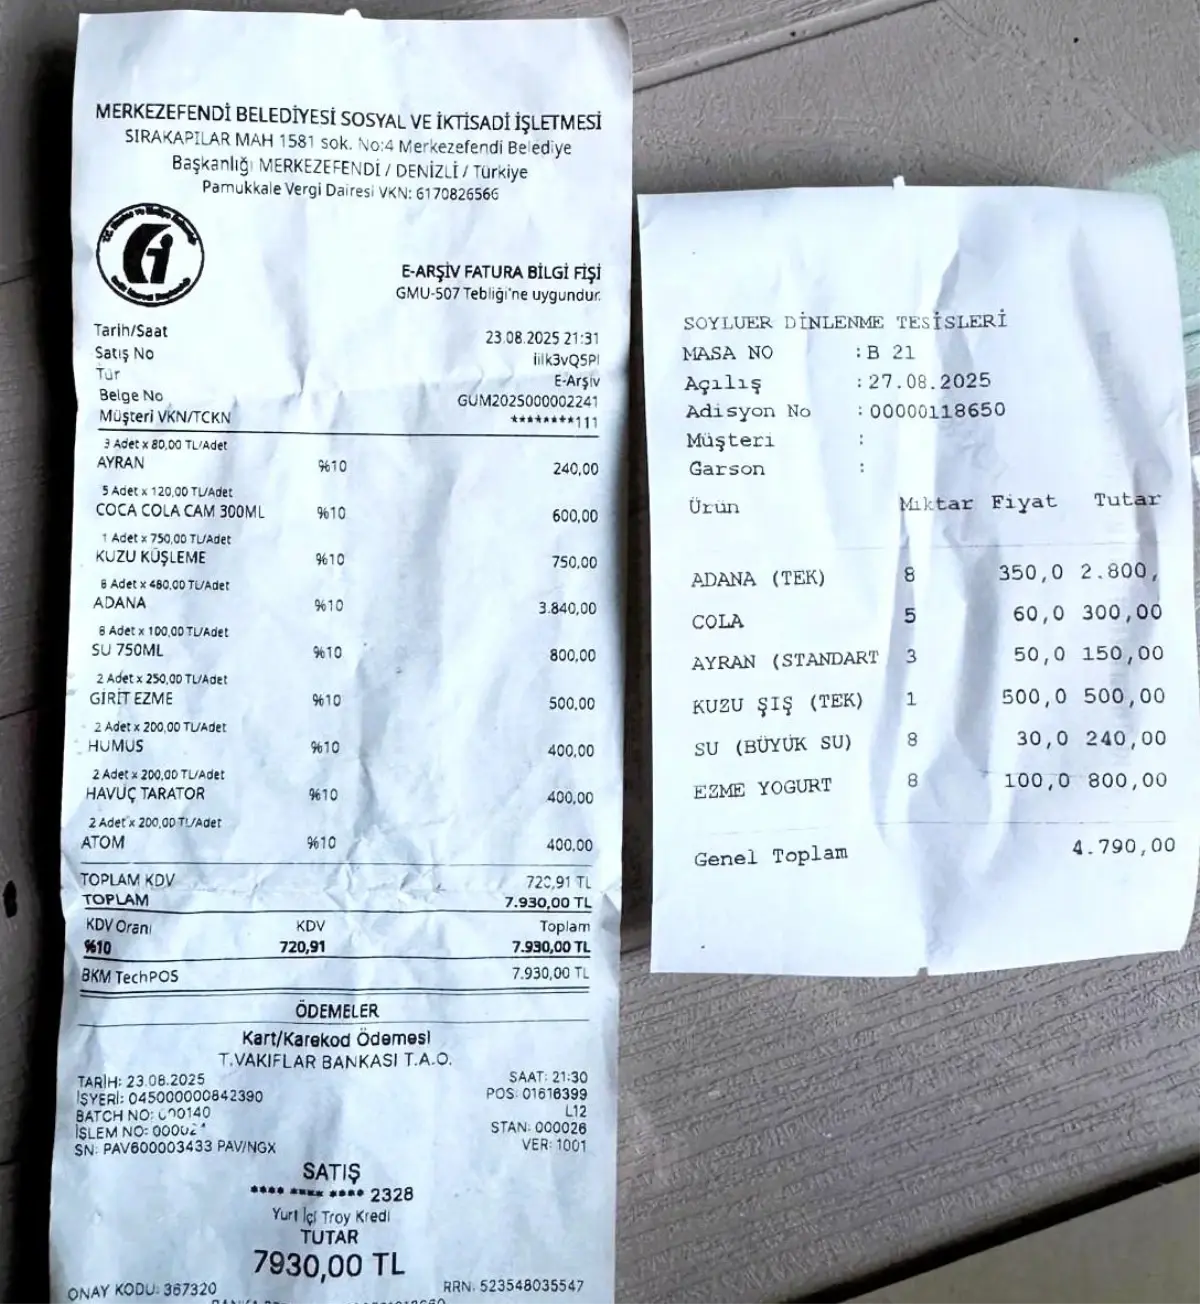 MERKEZEFENDİ BELEDİYESİ SOSYAL VE İKTİSADİ İŞLETMESİ
SIRAKAPILAR MAH 1581 sok. No:4 Merkezefendi Belediye
Başkanlığı MERKEZEFENDİ / DENİZLİ / Türkiye
Pamukkale Vergi Dairesi VKN: 6170826566
E-ARŞİV FATURA BİLGİ FİŞİ
GMU-507 Tebliği'ne uygundur.
Tarih/Saat 23.08.2025 21:31
Satış No iilk3vQ5Pl
Tür E-Arşiv
Belge No GUM2025000002241
Müşteri VKN/TCKN ********111
3 Adet x 80,00 TL/Adet
AYRAN %10 240,00
5 Adet x 120,00 TL/Adet
COCA COLA CAM 300ML %10 600,00
1 Adet x 750,00 TL/Adet
KUZU KÜŞLEME %10 750,00
8 Adet x 480,00 TL/Adet
ADANA %10 3.840,00
8 Adet x 100,00 TL/Adet
SU 750ML %10 800,00
2 Adet x 250,00 TL/Adet
GİRİT EZME %10 500,00
2 Adet x 200,00 TL/Adet
HUMUS %10 400,00
2 Adet x 200,00 TL/Adet
HAVUÇ TARATOR %10 400,00
2 Adet x 200,00 TL/Adet
ATOM %10 400,00
TOPLAM KDV 720,91 TL
TOPLAM 7.930,00 TL
KDV Oranı KDV Toplam
%10 720,91 7.930,00 TL
BKM TechPOS 7.930,00 TL
ÖDEMELER
Kart/Karekod Ödemesi
T.VAKIFLAR BANKASI T.A.O.
TARİH: 23.08.2025 SAAT: 21:30
İŞYERİ: 045000000842390 POS: 01616399
BATCH NO: 000140 L12
İŞLEM NO: STAN: 000026
SN: PAV600003433 PAV/NGX VER: 1001
SATIŞ
**** **** **** 2328
Yurt İçi Troy Kredi
TUTAR
7930,00 TL
ONAY KODU: 367320 RRN: 523548035547
SOYLUER DİNLENME TESİSLERİ
MASA NO :B 21
Açılış :27.08.2025
Adisyon No :00000118650
Müşteri :
Garson :
Ürün Mıktar Fiyat Tutar
ADANA (TEK) 8 350,0 2.800,
COLA 5 60,0 300,00
AYRAN (STANDART 3 50,0 150,00
KUZU ŞIŞ (TEK) 1 500,0 500,00
SU (BÜYÜK SU) 8 30,0 240,00
EZME YOGURT 8 100,0 800,00
Genel Toplam 4.790,00